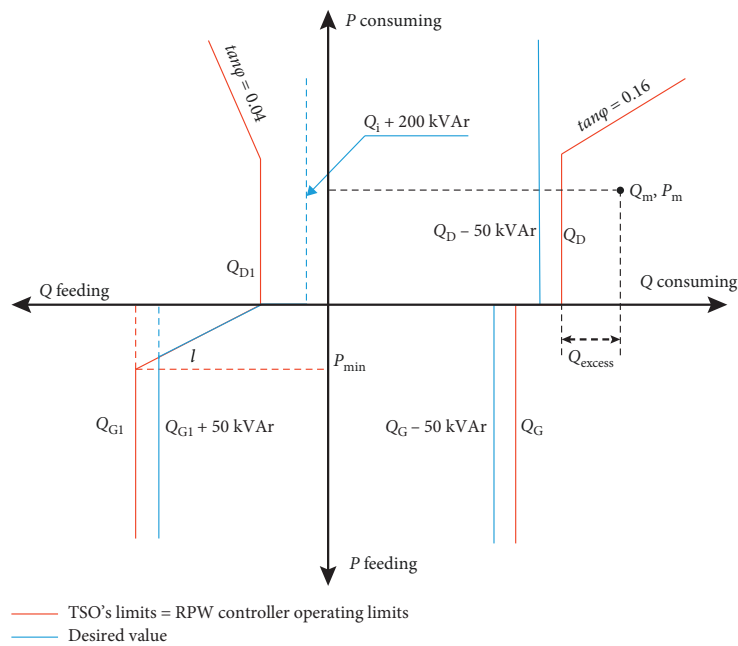 P consuming
tanφ = 0.04
tanφ = 0.16
Qi + 200 kVAr
Qm, Pm
QD – 50 kVAr
QD
QD1
Q feeding
Q consuming
l
Pmin
Qexcess
QG1
QG1 + 50 kVAr
QG – 50 kVAr
QG
P feeding
TSO's limits = RPW controller operating limits
Desired value